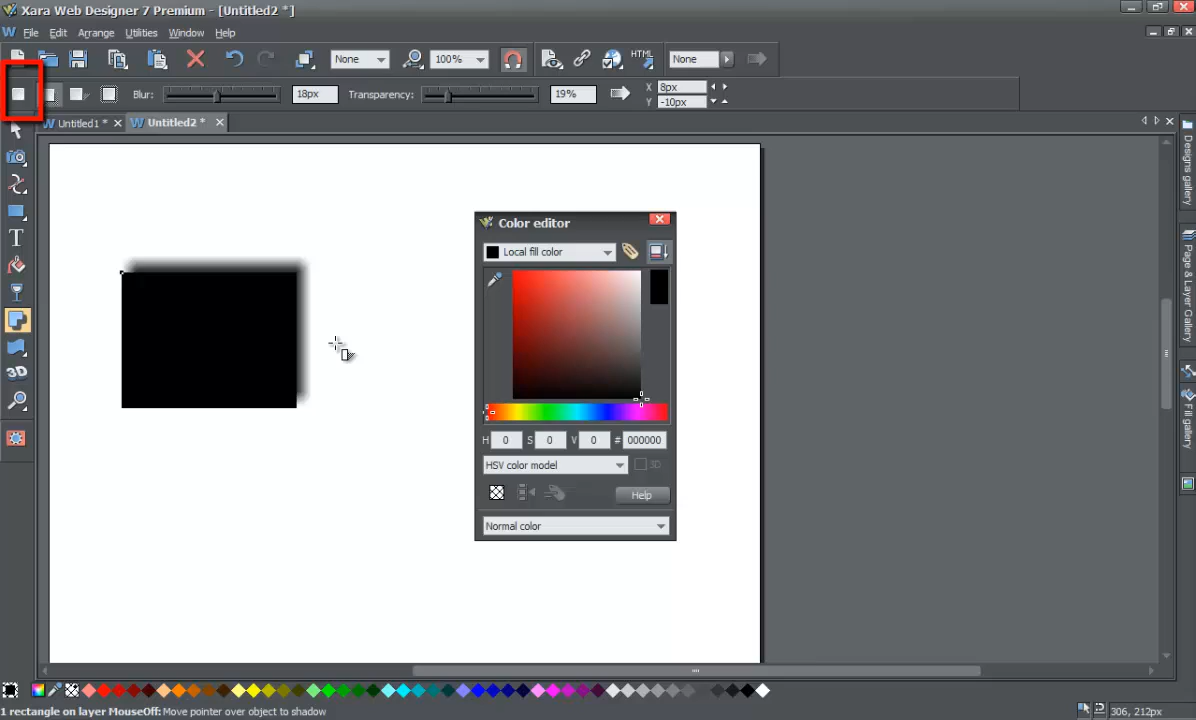 Xara Web Designer 7 Premium - [Untitled2 *]
File Edit Arrange Utilities Window Help
None 100% HTML None
Blur: 18px Transparency: 19% X 8px
Y -10px
Untitled1 * Untitled2 *
Designs gallery
Page & Layer Gallery
Fill gallery
T
3D
Color editor
Local fill color
H 0 S 0 V 0 # 000000
HSV color model 3D
Help
Normal color
1 rectangle on layer MouseOff: Move pointer over object to shadow
306, 212px